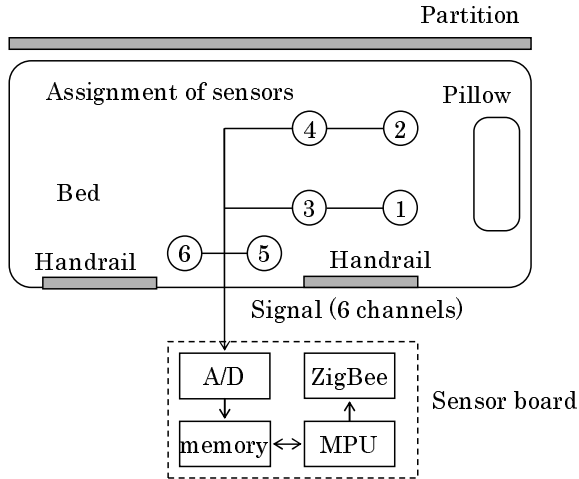 Partition
Assignment of sensors
Pillow
4
2
Bed
3
1
6
5
Handrail
Handrail
Signal (6 channels)
A/D
ZigBee
Sensor board
memory
MPU